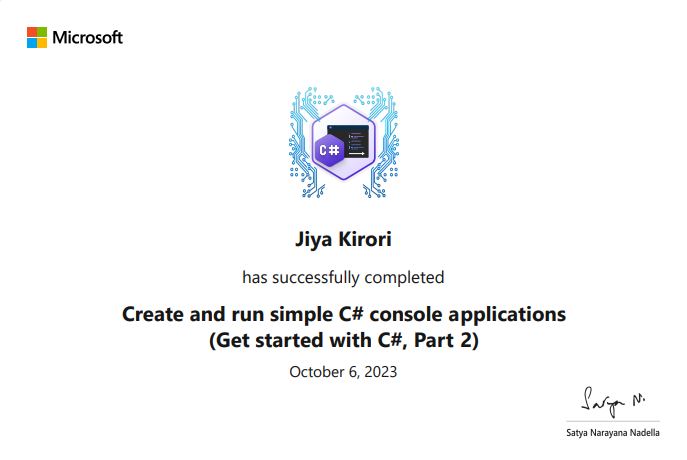 Microsoft
C#
Jiya Kirori
has successfully completed
Create and run simple C# console applications
(Get started with C#, Part 2)
October 6, 2023
Satya N.
Satya Narayana Nadella